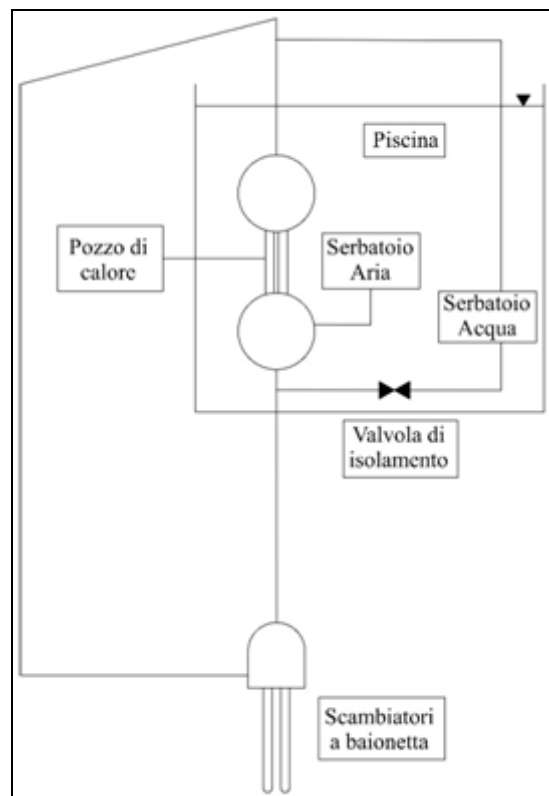 Piscina
Pozzo di
calore
Serbatoio
Aria
Serbatoio
Acqua
Valvola di
isolamento
Scambiatori
a baionetta